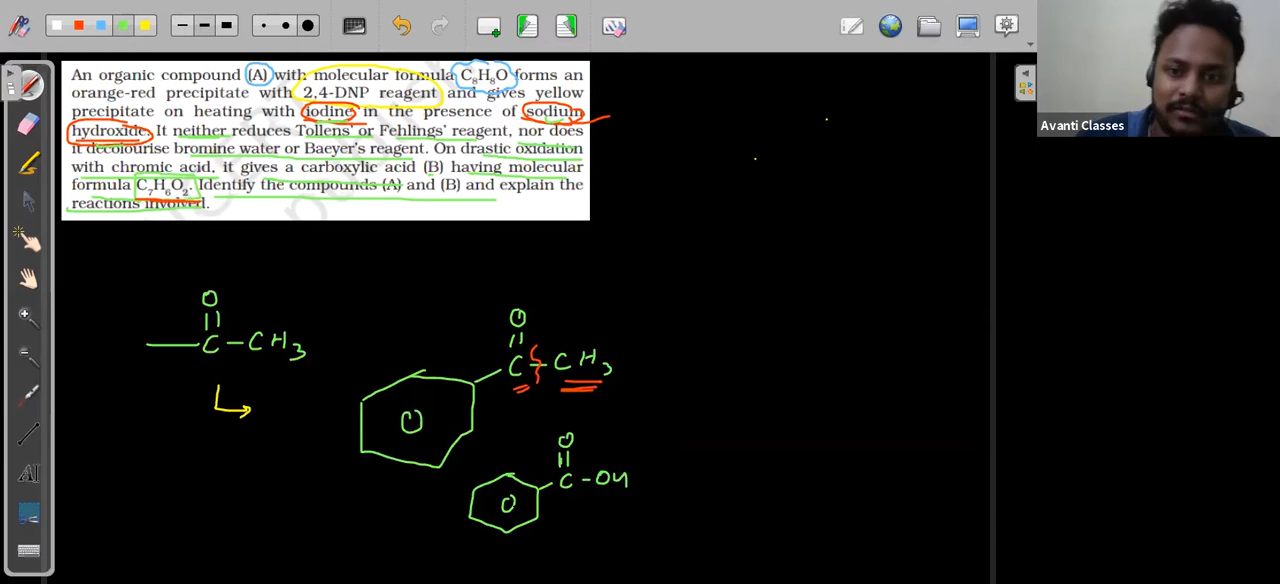 An organic compound (A) with molecular formula C₈H₈O forms an
orange-red precipitate with 2,4-DNP reagent and gives yellow
precipitate on heating with iodine in the presence of sodium
hydroxide. It neither reduces Tollens' or Fehlings' reagent, nor does
it decolourise bromine water or Baeyer's reagent. On drastic oxidation
with chromic acid, it gives a carboxylic acid (B) having molecular
formula C₇H₆O₂. Identify the compounds (A) and (B) and explain the
reactions involved.
Avanti Classes
O
C-CH₃
O
C-CH₃
O
O
C-OH
O